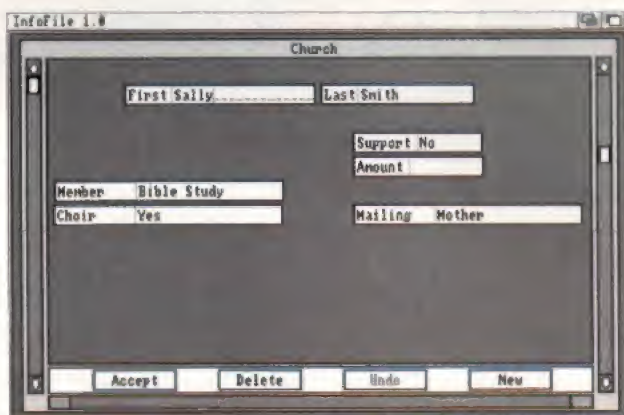 InfoFile 1.0
Church
First Sally Last Smith
Support No
Amount
Member Bible Study
Choir Yes Mailing Mother
Accept Delete Undo New